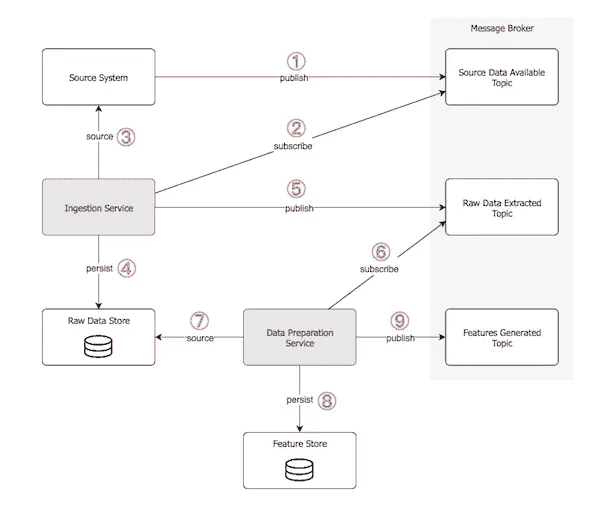 Message Broker
1
Source System
publish
Source Data Available
Topic
2
source 3
subscribe
5
Ingestion Service
publish
Raw Data Extracted
Topic
6
persist 4
subscribe
Raw Data Store
7
source
Data Preparation
Service
9
publish
Features Generated
Topic
persist 8
Feature Store